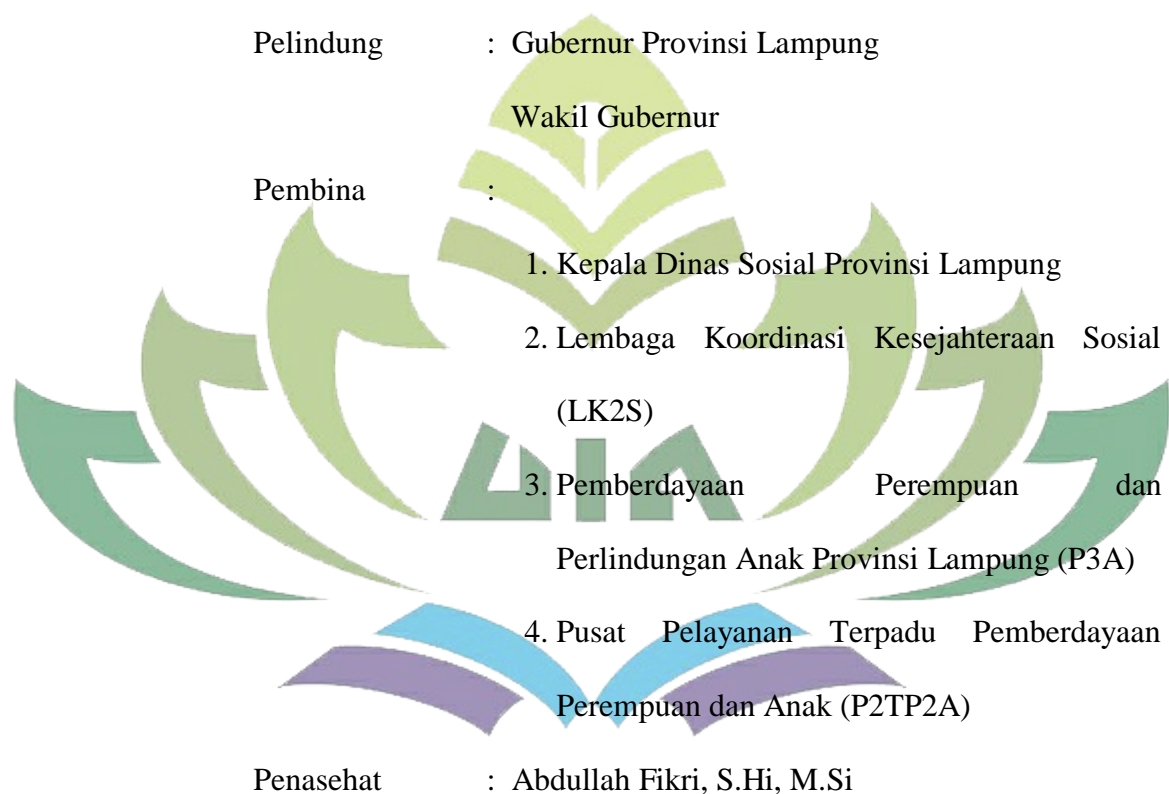 Pelindung : Gubernur Provinsi Lampung
Wakil Gubernur
Pembina :
1. Kepala Dinas Sosial Provinsi Lampung
2. Lembaga Koordinasi Kesejahteraan Sosial
(LK2S)
3. Pemberdayaan Perempuan dan
Perlindungan Anak Provinsi Lampung (P3A)
4. Pusat Pelayanan Terpadu Pemberdayaan
Perempuan dan Anak (P2TP2A)
Penasehat : Abdullah Fikri, S.Hi, M.Si